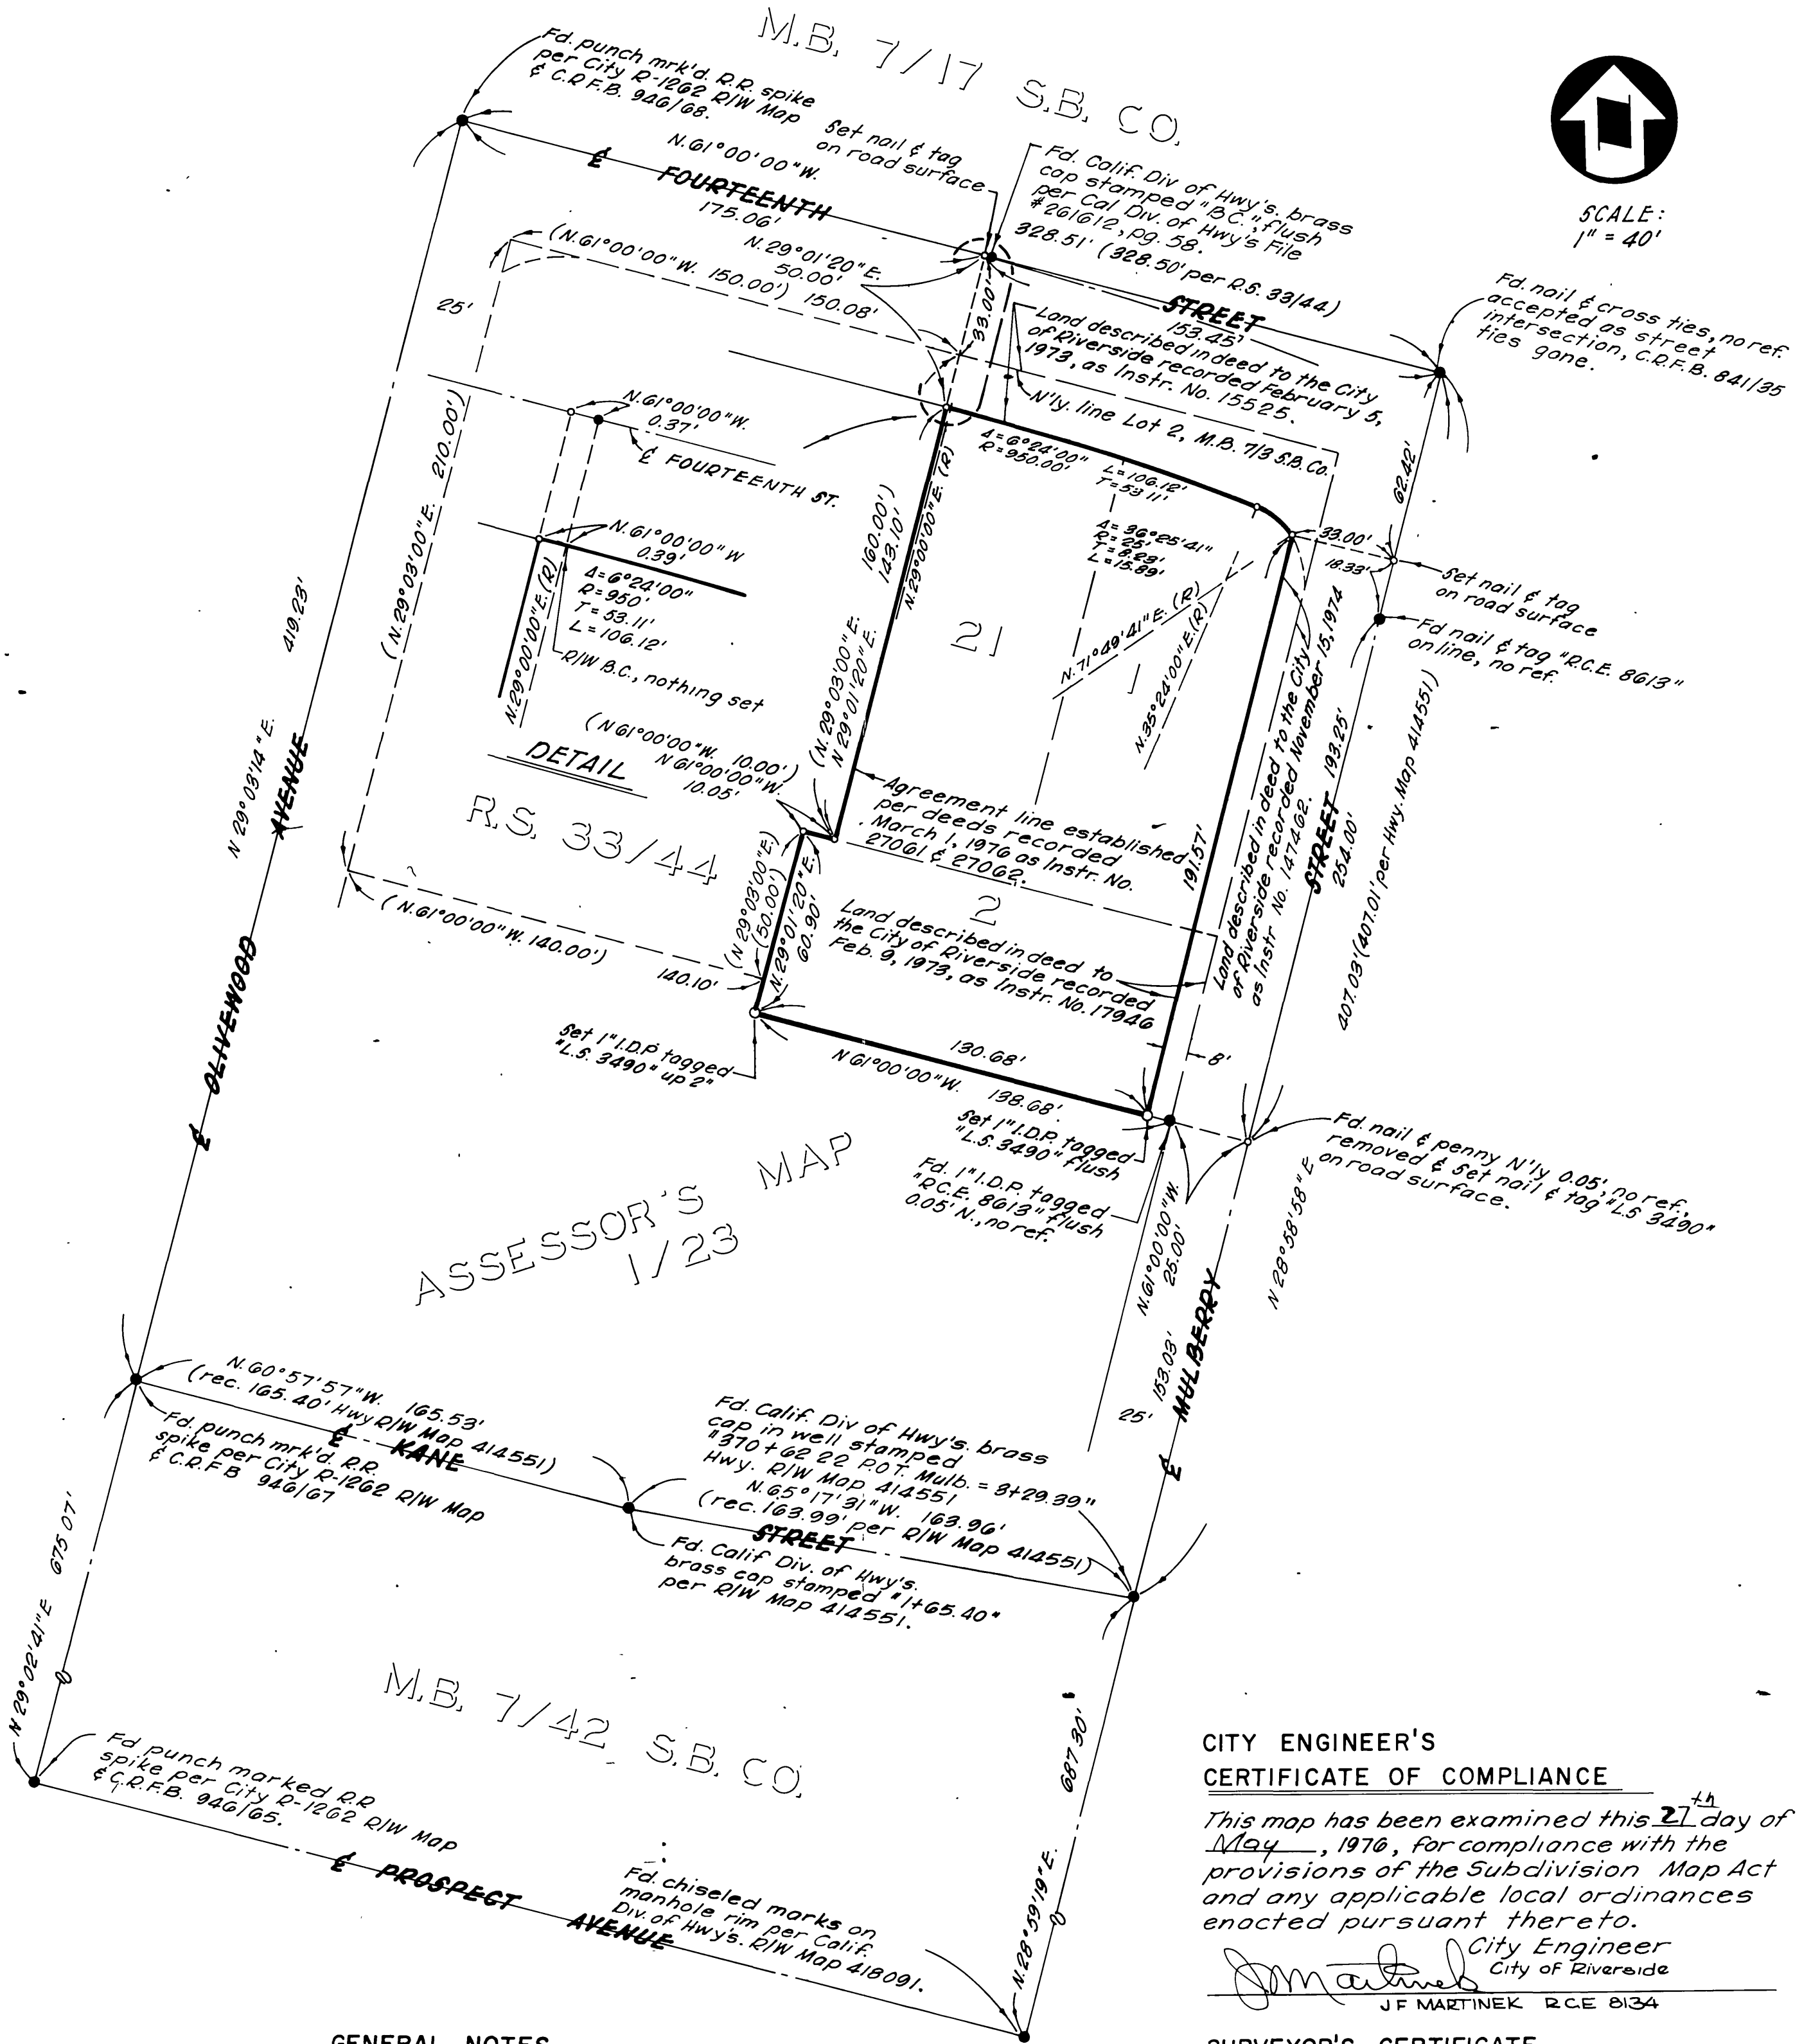 M.B. 7/17 S.B. CO.
Fd. punch mrk'd. R.R. spike
per City R-1262 R/W Map
& C.R.F.B. 946/68.
Set nail & tag
on road surface
N.61°00'00"W.
℄ FOURTEENTH
175.06'
Fd. Calif. Div of Hwy's. brass
cap stamped "B.C.", flush
per Cal. Div. of Hwy's File
#261612, pg. 58.
328.51' (328.50' per R.S. 33/44)
STREET
153.45'
SCALE:
1" = 40'
Fd. nail & cross ties, no ref.
accepted as street
intersection, C.R.F.B. 841/35
ties gone.
(N.61°00'00"W. 150.00') 150.08'
N.29°01'20"E.
50.00'
33.00'
25'
Land described in deed to the City
of Riverside recorded February 5,
1973, as Instr. No. 15525.
N'ly. line Lot 2, M.B. 7/3 S.B. Co.
62.42'
N.61°00'00"W.
0.37'
℄ FOURTEENTH ST.
N.61°00'00"W
0.39'
Δ=6°24'00"
R=950'
T=53.11'
L=106.12'
R/W B.C., nothing set
N.29°00'00"E.(R)
DETAIL
(N.29°03'00"E. 210.00')
Δ=6°24'00"
R=950.00'
L=106.12'
T=53.11'
Δ=36°25'41"
R=25'
T=8.23'
L=15.89'
160.00')
143.10'
N.29°00'00"E.(R)
(N.29°03'00"E.
N 29°01'20"E.
21
1
N.71°49'41"E.(R)
N.35°24'00"E.(R)
33.00'
18.33'
Set nail & tag
on road surface
Fd nail & tag "R.C.E. 8613"
on line, no ref.
419.23'
N 29°03'14"E.
℄ OLIVEWOOD AVENUE
(N61°00'00"W. 10.00')
N61°00'00"W.
10.05'
R.S. 33/44
Agreement line established
per deeds recorded
March 1, 1976 as Instr. No.
27061 & 27062.
191.57'
Land described in deed to the City
of Riverside recorded November 15, 1974
as Instr No. 147462.
STREET 193.25'
254.00'
407.03' (407.01' per Hwy. Map 414551)
(N.61°00'00"W. 140.00')
140.10'
(N 29°03'00"E.)
(50.00')
N.29°01'20"E.
60.90'
2
Land described in deed to
the City of Riverside recorded
Feb. 9, 1973, as Instr. No. 17946
8'
Set 1" I.D.P. tagged
"L.S. 3490" up 2"
130.68'
N61°00'00"W.
138.68'
Set 1" I.D.P. tagged
"L.S. 3490" flush
Fd. 1" I.D.P. tagged
"R.C.E. 8613" flush
0.05' N., no ref.
Fd. nail & penny N'ly 0.05', no ref.,
removed & set nail & tag "L.S 3490"
on road surface.
ASSESSOR'S MAP
1/23
N.61°00'00"W.
25.00'
N 28°58'58"E
℄ MULBERRY
153.03'
25'
N.60°57'57"W. 165.53'
(rec. 165.40' Hwy R/W Map 414551)
℄ KANE
Fd. punch mrk'd. R.R.
spike per City R-1262 R/W Map
& C.R.F.B 946/67
Fd. Calif. Div of Hwy's. brass
cap in well stamped
"370+62 22 P.O.T. Mulb. = 3+29.39"
Hwy. R/W Map 414551
N.65°17'31"W. 163.96'
(rec. 163.99' per R/W Map 414551)
STREET
Fd. Calif Div. of Hwy's.
brass cap stamped "1+65.40"
per R/W Map 414551.
N 29°02'41"E 675 07'
M.B. 7/42 S.B. CO.
687 30'
N.28°59'19"E.
Fd punch marked R.R
spike per City R-1262 R/W Map
& C.R.F.B. 946/65.
℄ PROSPECT AVENUE
Fd. chiseled marks on
manhole rim per Calif.
Div. of Hwy's. R/W Map 418091.
CITY ENGINEER'S
CERTIFICATE OF COMPLIANCE
This map has been examined this 27th day of
May, 1976, for compliance with the
provisions of the Subdivision Map Act
and any applicable local ordinances
enacted pursuant thereto.
City Engineer
City of Riverside
JMartinek
J F MARTINEK RCE 8134
GENERAL NOTES
SURVEYOR'S CERTIFICATE